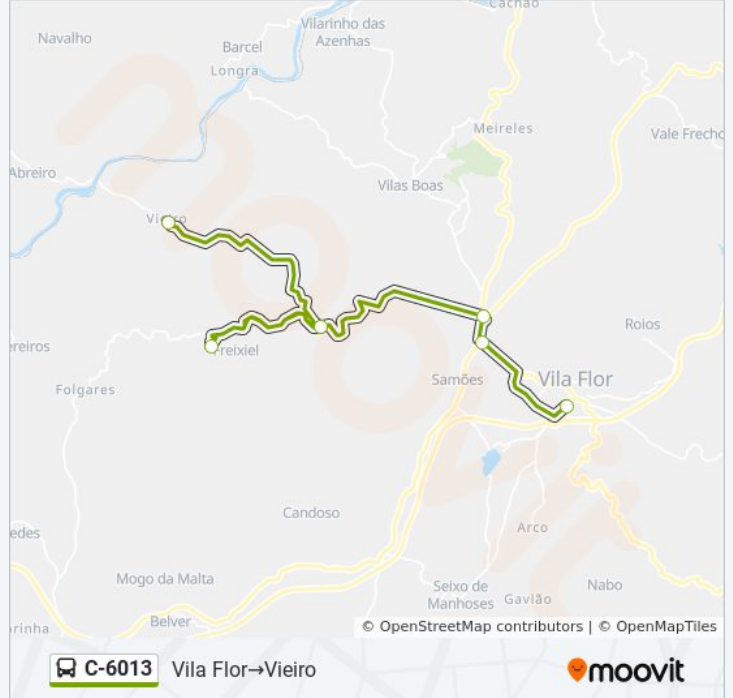 Cachão
Vilarinho das
Azenhas
Navalho
Barcel
Longra
Meireles
Vale Frecho
Abreiro
Vilas Boas
Vieiro
Roios
ereiros
Freixiel
Folgares
Samões
Vila Flor
Candoso
edes
Arco
Mogo da Malta
Seixo de
Manhoses
Gavião
Nabo
Belver
arinha
© OpenStreetMap contributors | © OpenMapTiles
C-6013
Vila Flor→Vieiro
moovit